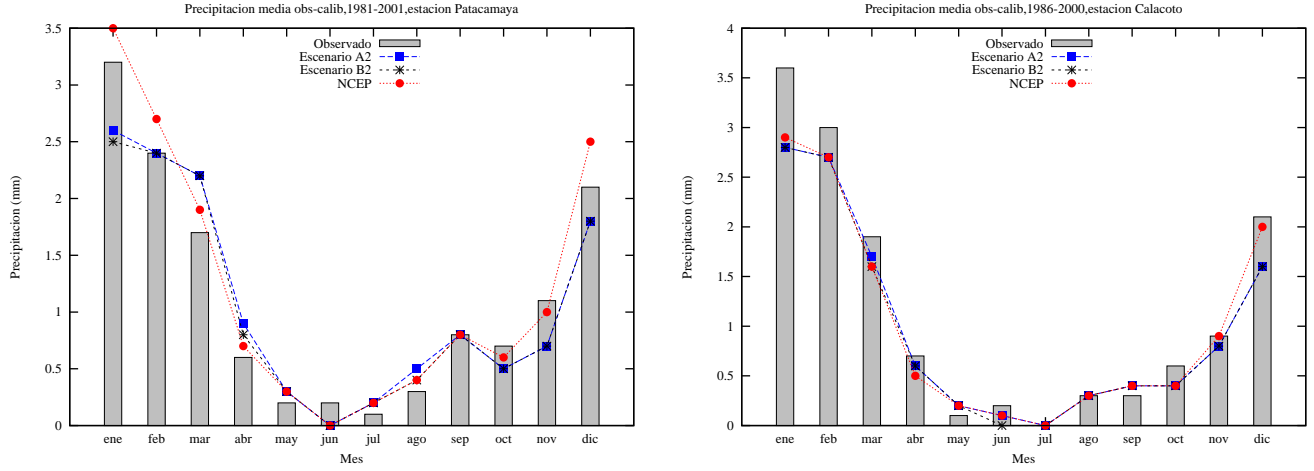 Precipitacion media obs-calib,1981-2001,estacion Patacamaya
3.5
3
2.5
2
1.5
1
0.5
0
Precipitacion (mm)
Observado
Escenario A2
Escenario B2
NCEP
ene feb mar abr may jun jul ago sep oct nov dic
Mes
Precipitacion media obs-calib,1986-2000,estacion Calacoto
4
3.5
3
2.5
2
1.5
1
0.5
0
Precipitacion (mm)
Observado
Escenario A2
Escenario B2
NCEP
ene feb mar abr may jun jul ago sep oct nov dic
Mes